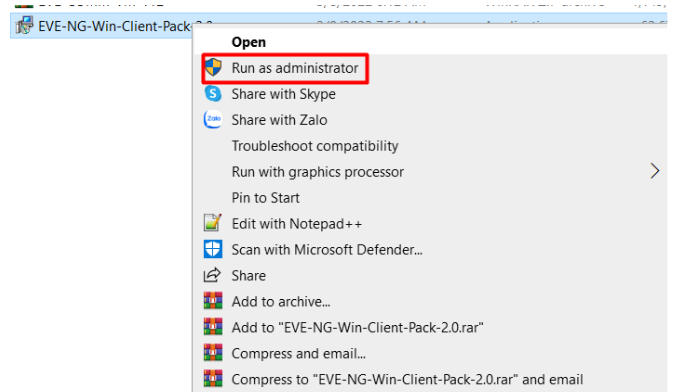 EVE-NG-Win-Client-Pack-2.0
Open
Run as administrator
Share with Skype
Share with Zalo
Troubleshoot compatibility
Run with graphics processor
Pin to Start
Edit with Notepad++
Scan with Microsoft Defender...
Share
Add to archive...
Add to "EVE-NG-Win-Client-Pack-2.0.rar"
Compress and email...
Compress to "EVE-NG-Win-Client-Pack-2.0.rar" and email